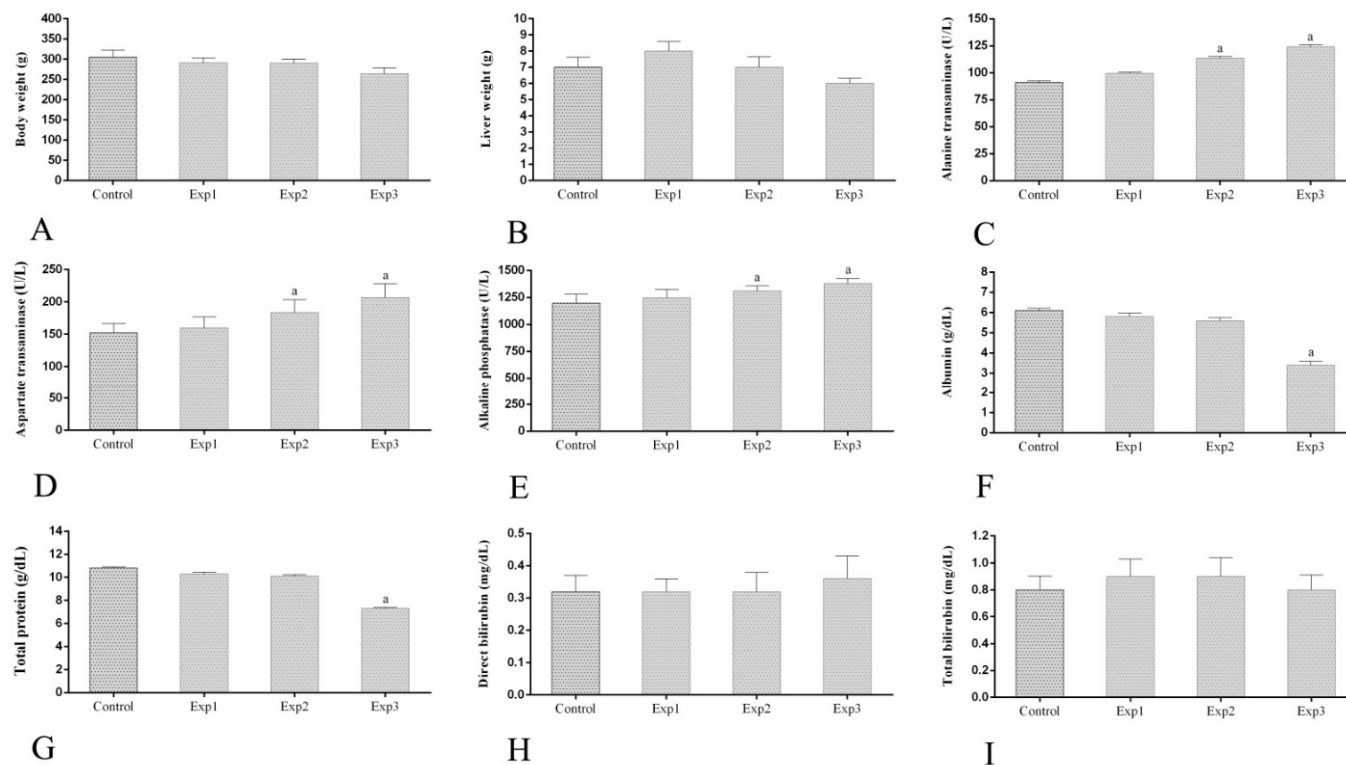 Body weight (g)
400
350
300
250
200
150
100
50
0
Control Exp1 Exp2 Exp3
A
Liver weight (g)
10
9
8
7
6
5
4
3
2
1
0
Control Exp1 Exp2 Exp3
B
Alanine transaminase (U/L)
150
125
100
75
50
25
0
a
a
Control Exp1 Exp2 Exp3
C
Aspartate transaminase (U/L)
250
200
150
100
50
0
a
a
Control Exp1 Exp2 Exp3
D
Alkaline phosphatase (U/L)
1500
1250
1000
750
500
250
0
a
a
Control Exp1 Exp2 Exp3
E
Albumin (g/dL)
8
7
6
5
4
3
2
1
0
a
Control Exp1 Exp2 Exp3
F
Total protein (g/dL)
14
12
10
8
6
4
2
0
a
Control Exp1 Exp2 Exp3
G
Direct bilirubin (mg/dL)
0.5
0.4
0.3
0.2
0.1
0.0
Control Exp1 Exp2 Exp3
H
Total bilirubin (mg/dL)
1.2
1.0
0.8
0.6
0.4
0.2
0.0
Control Exp1 Exp2 Exp3
I